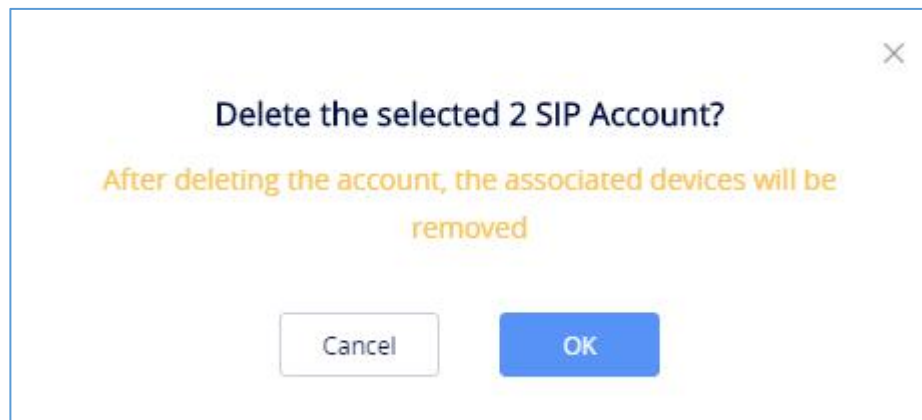 Delete the selected 2 SIP Account?
After deleting the account, the associated devices will be
removed
Cancel
OK